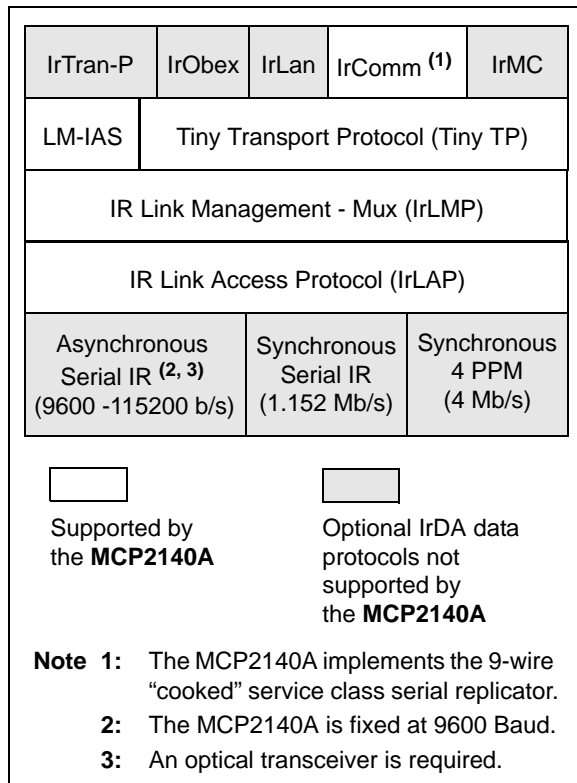 IrTran-P IrObex IrLan IrComm (1) IrMC
LM-IAS Tiny Transport Protocol (Tiny TP)
IR Link Management - Mux (IrLMP)
IR Link Access Protocol (IrLAP)
Asynchronous
Serial IR (2, 3)
(9600 -115200 b/s)
Synchronous
Serial IR
(1.152 Mb/s)
Synchronous
4 PPM
(4 Mb/s)
Supported by
the MCP2140A
Optional IrDA data
protocols not
supported by
the MCP2140A
Note 1: The MCP2140A implements the 9-wire
“cooked” service class serial replicator.
2: The MCP2140A is fixed at 9600 Baud.
3: An optical transceiver is required.